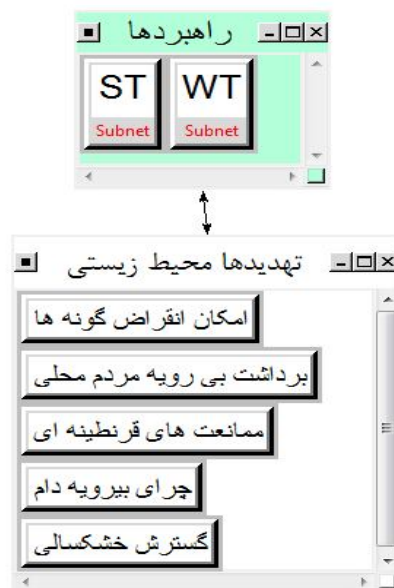 راهبردها
ST WT
Subnet Subnet
تهدیدها محیط زیستی
امکان انقراض گونه ها
برداشت بی رویه مردم محلی
ممانعت های قرنطینه ای
چرای بیرویه دام
گسترش خشکسالی